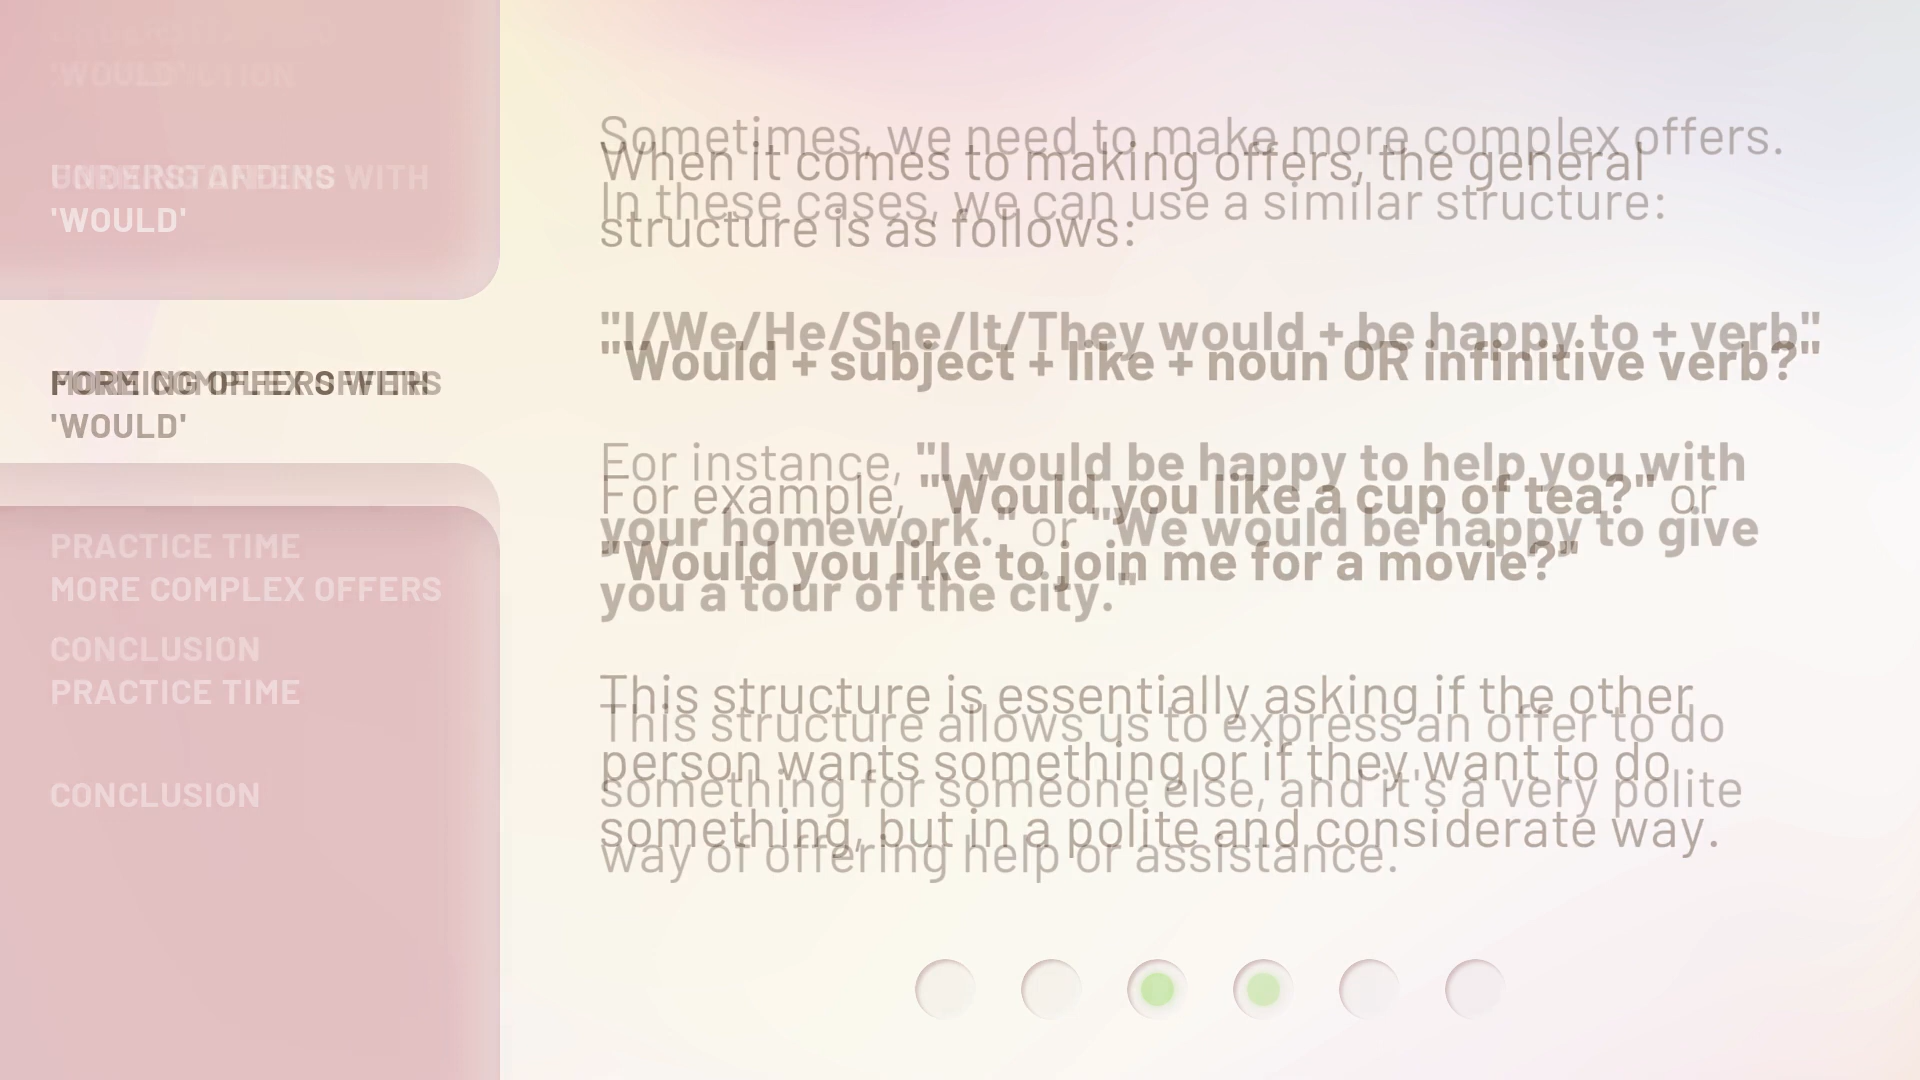 'WOULD'
'WOULD'
FORMING OFFERS WITH
'WOULD'
MORE COMPLEX OFFERS
PRACTICE TIME
MORE COMPLEX OFFERS
CONCLUSION
PRACTICE TIME
CONCLUSION
When it comes to making offers, the general
structure is as follows:
"Would + subject + like + noun OR infinitive verb?"
For example, "Would you like a cup of tea?" or
"Would you like to join me for a movie?"
This structure is essentially asking if the other
person wants something or if they want to do
something, but in a polite and considerate way.
Sometimes, we need to make more complex offers.
In these cases, we can use a similar structure:
"I/We/He/She/It/They would + be happy to + verb"
For instance, "I would be happy to help you with
your homework." or "We would be happy to give
you a tour of the city."
This structure allows us to express an offer to do
something for someone else, and it's a very polite
way of offering help or assistance.